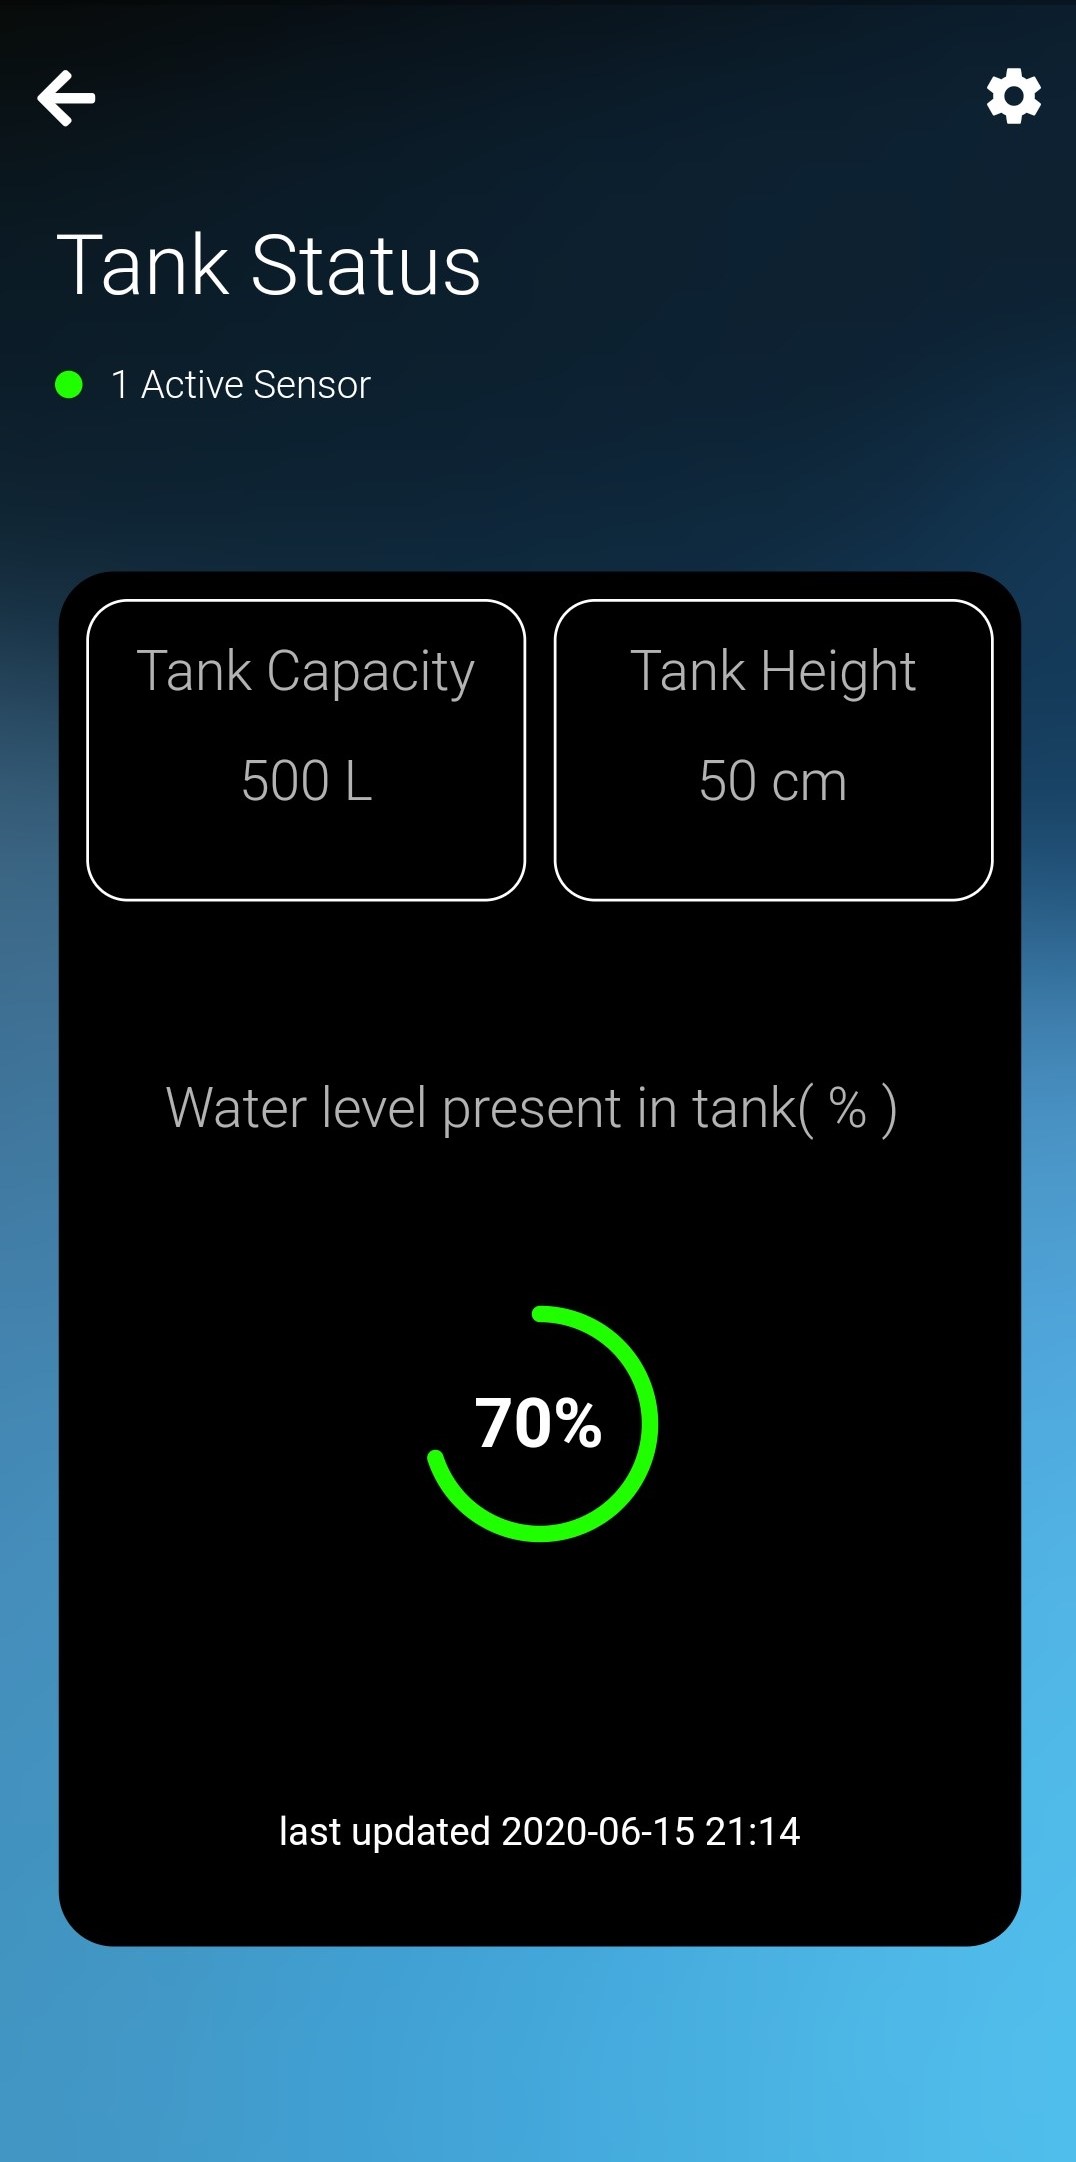 Tank Status
1 Active Sensor
Tank Capacity
500 L
Tank Height
50 cm
Water level present in tank( % )
70%
last updated 2020-06-15 21:14